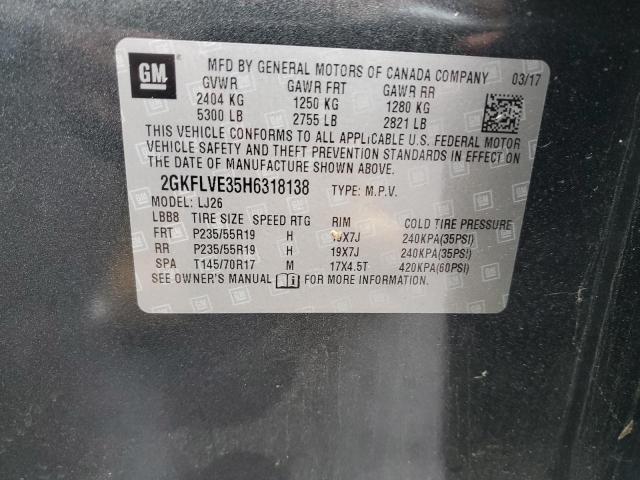 GM
MFD BY GENERAL MOTORS OF CANADA COMPANY 03/17
GVWR GAWR FRT GAWR RR
2404 KG 1250 KG 1280 KG
5300 LB 2755 LB 2821 LB
THIS VEHICLE CONFORMS TO ALL APPLICABLE U.S. FEDERAL MOTOR
VEHICLE SAFETY AND THEFT PREVENTION STANDARDS IN EFFECT ON
THE DATE OF MANUFACTURE SHOWN ABOVE.
2GKFLVE35H6318138 TYPE: M.P.V.
MODEL: LJ26
LBB8 TIRE SIZE SPEED RTG RIM COLD TIRE PRESSURE
FRT P235/55R19 H 19X7J 240KPA(35PSI)
RR P235/55R19 H 19X7J 240KPA(35PSI)
SPA T145/70R17 M 17X4.5T 420KPA(60PSI)
SEE OWNER'S MANUAL FOR MORE INFORMATION